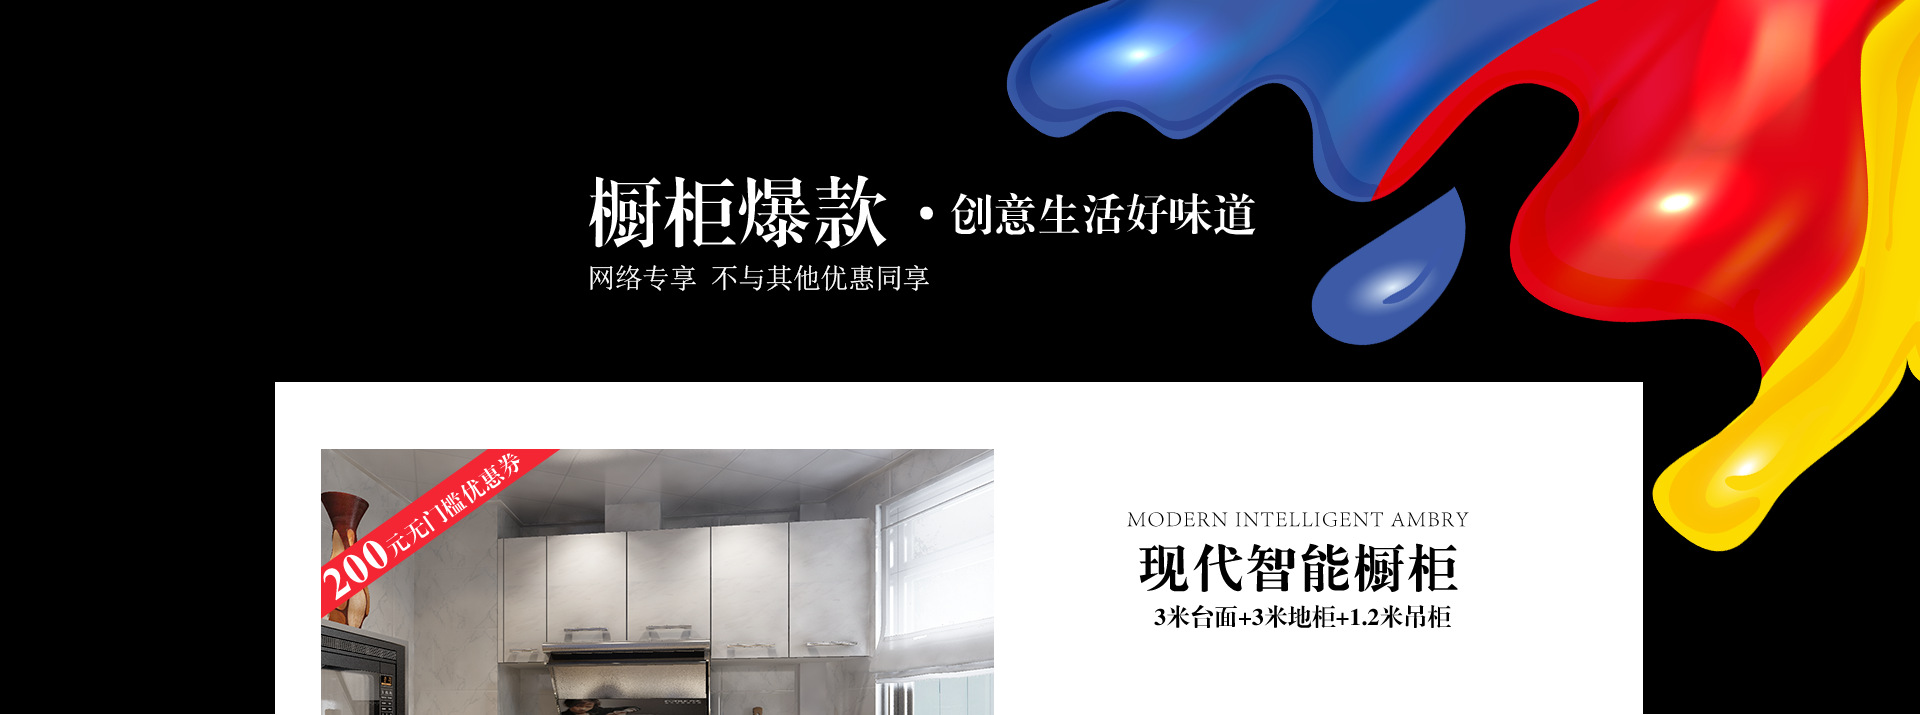 橱柜爆款 ·创意生活好味道
网络专享 不与其他优惠同享
200元无门槛优惠券
MODERN INTELLIGENT AMBRY
现代智能橱柜
3米台面+3米地柜+1.2米吊柜